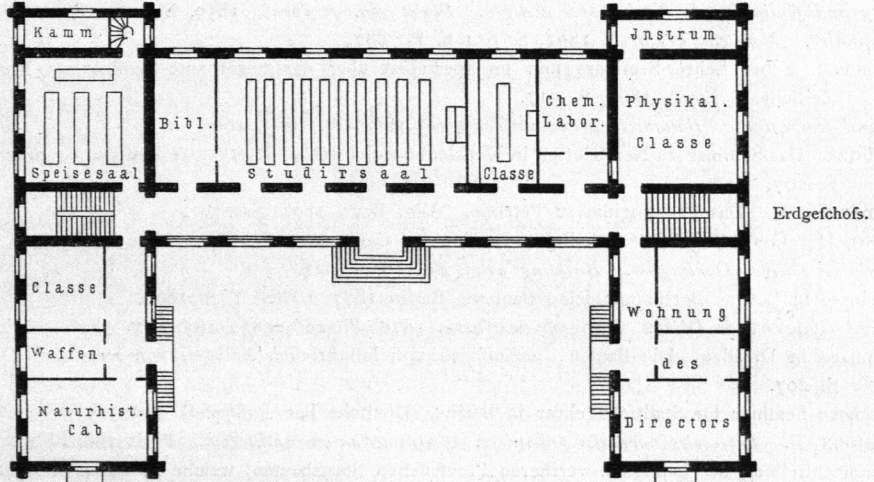 Kamm
Jnstrum
Bibl.
Chem.
Labor.
Physikal.
Classe
Speisesaal
Studirsaal
Classe
Erdgeſchoſs.
Classe
Wohnung
Waffen
des
Naturhist.
Cab
Directors